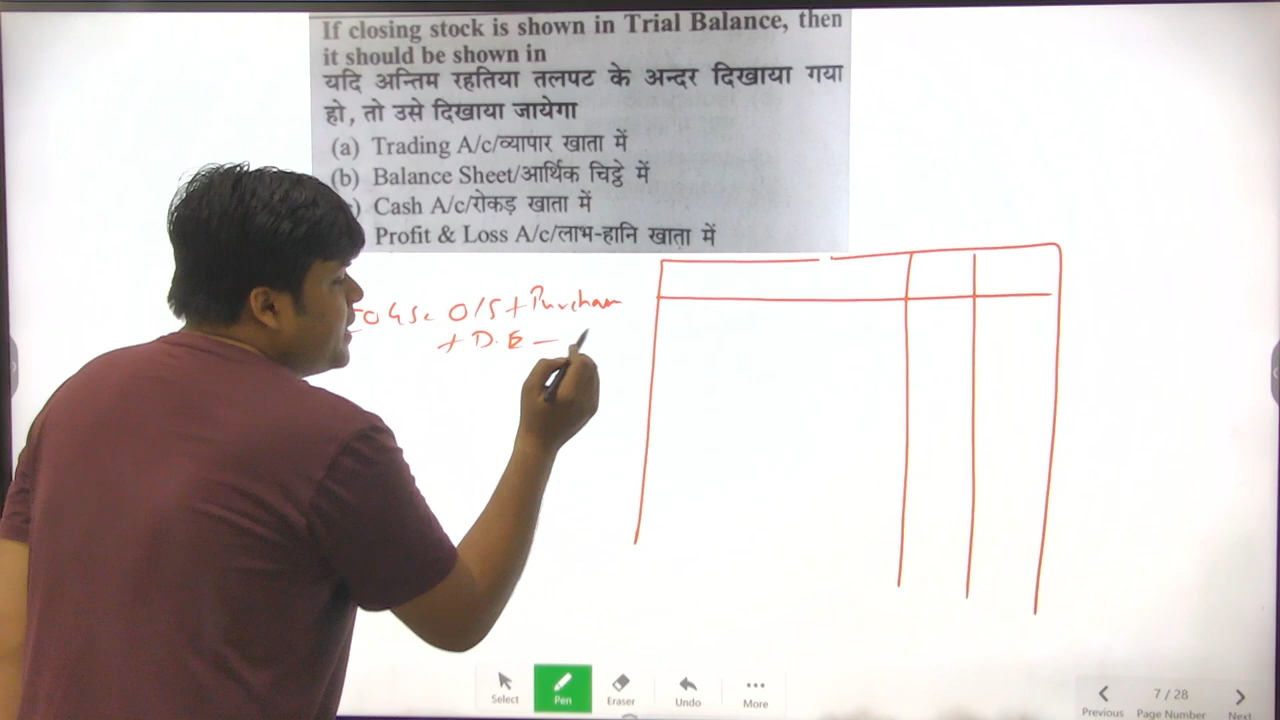 If closing stock is shown in Trial Balance, then
it should be shown in
यदि अन्तिम रहतिया तलपट के अन्दर दिखाया गया
हो, तो उसे दिखाया जायेगा
(a) Trading A/c/व्यापार खाता में
(b) Balance Sheet/आर्थिक चिट्ठे में
) Cash A/c/रोकड़ खाता में
Profit & Loss A/c/लाभ-हानि खाता में
O/S + Purchase
+ D.E –
Select
Pen
Eraser
Undo
More
Previous
7 / 28
Page Number
Next